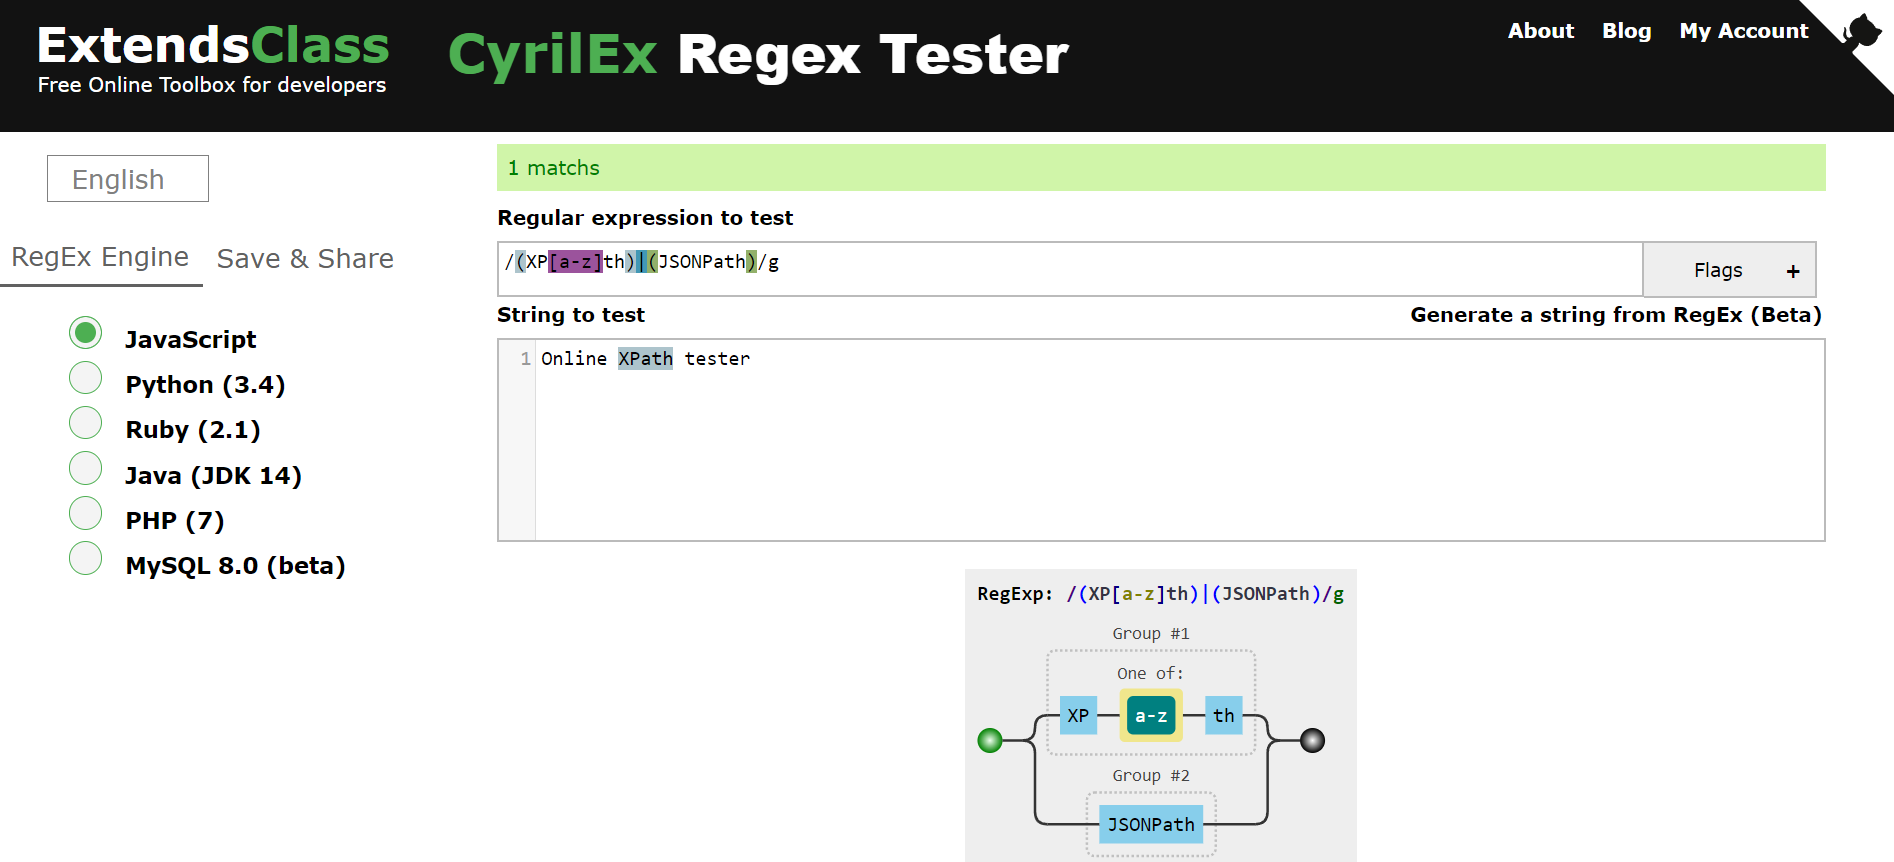 ExtendsClass
Free Online Toolbox for developers
CyrilEx Regex Tester
About Blog My Account
English
RegEx Engine Save & Share
JavaScript
Python (3.4)
Ruby (2.1)
Java (JDK 14)
PHP (7)
MySQL 8.0 (beta)
1 matchs
Regular expression to test
/(XP[a-z]th)|(JSONPath)/g
Flags +
String to test
Generate a string from RegEx (Beta)
1 Online XPath tester
RegExp: /(XP[a-z]th)|(JSONPath)/g
Group #1
One of:
XP a-z th
Group #2
JSONPath